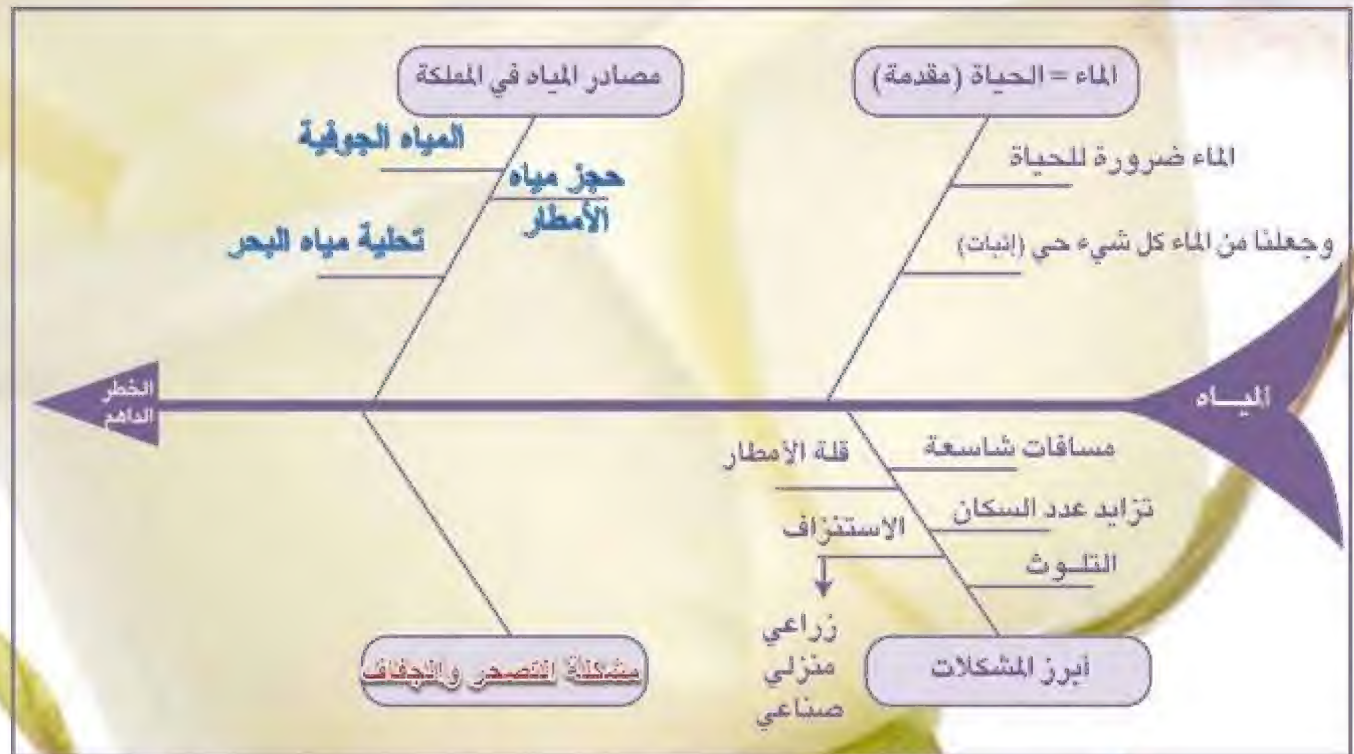 الماء = الحياة (مقدمة)
الماء ضرورة للحياة
وجعلنا من الماء كل شيء حي (إثبات)
مصادر المياه في المملكة
المياه الجوفية
حجز مياه
الأمطار
تحلية مياه البحر
الميـاه
الخطر
الداهم
مسافات شاسعة
قلة الأمطار
تزايد عدد السكان
الاستنزاف
التلـوث
زراعي
منزلي
صناعي
أبرز المشكلات
مشكلة التصحر والجفاف